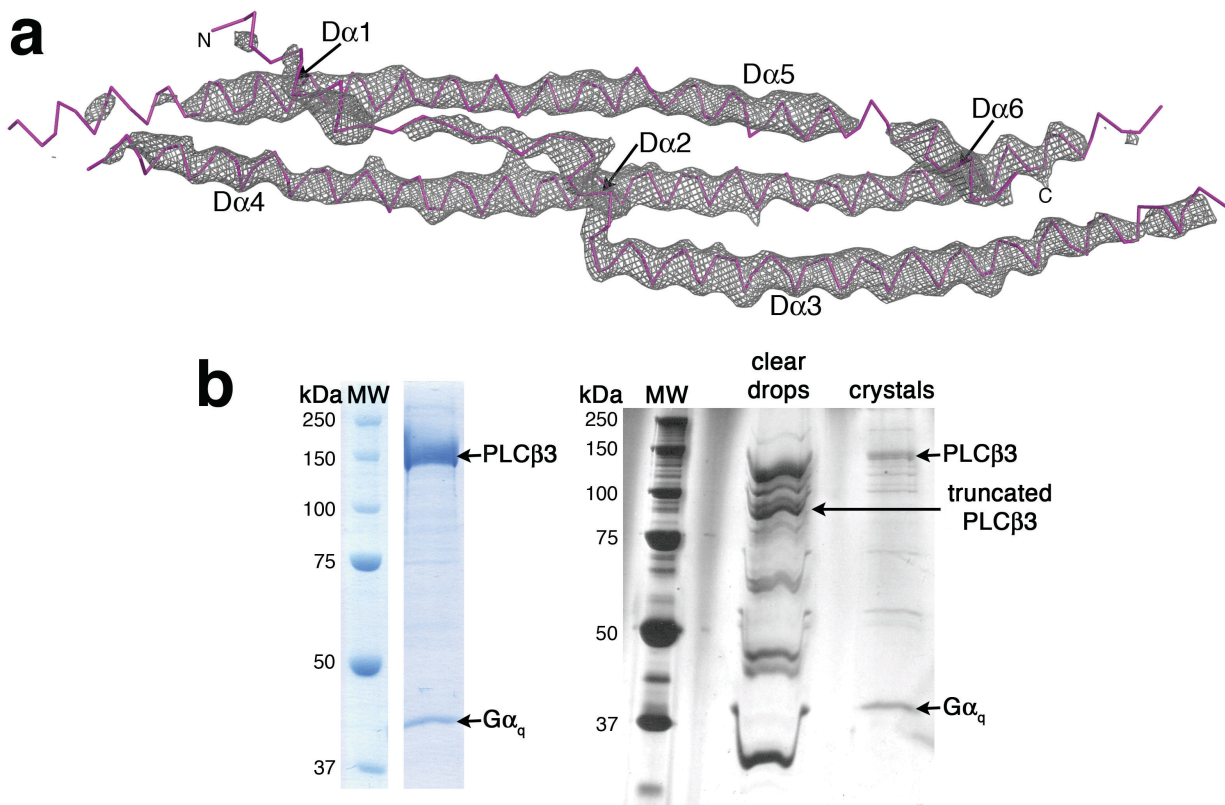 a
N
Dα1
Dα5
Dα6
Dα2
Dα4
C
Dα3
b
kDa MW
250
150
100
75
50
37
PLCβ3
Gαq
kDa MW
clear
drops
crystals
250
150
100
75
50
37
PLCβ3
truncated
PLCβ3
Gαq